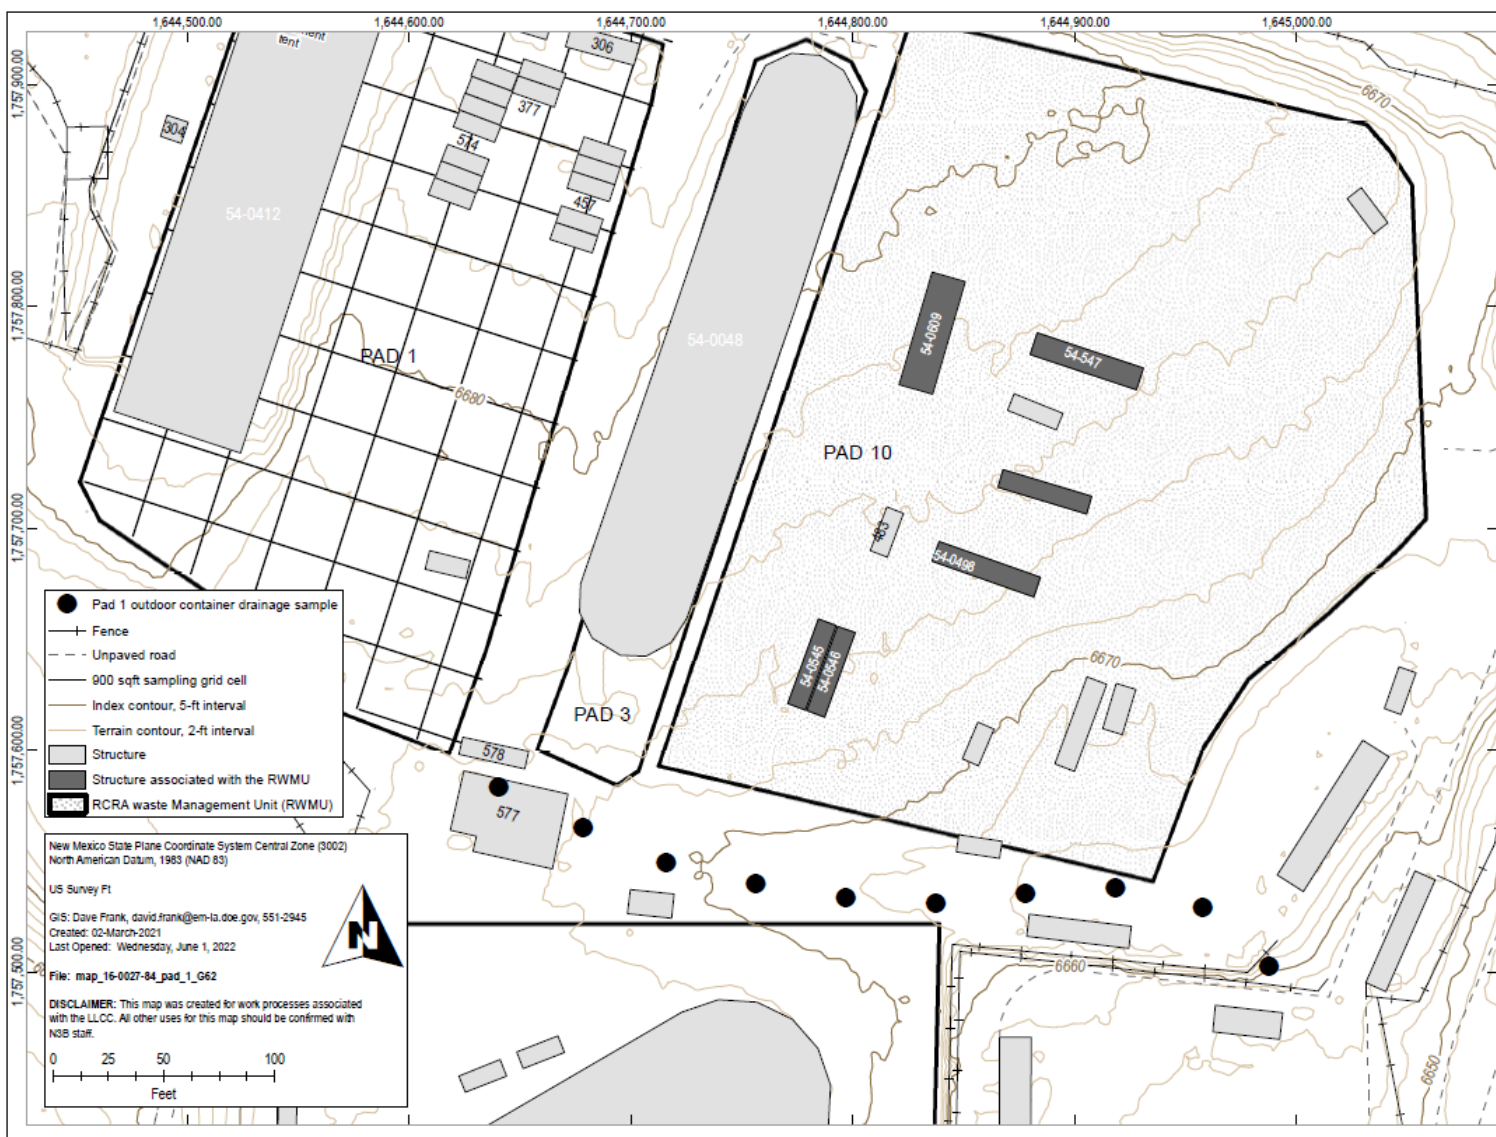 1,644,500.00
1,644,600.00
1,644,700.00
1,644,800.00
1,644,900.00
1,645,000.00
1,757,900.00
1,757,800.00
1,757,700.00
1,757,600.00
1,757,500.00
tent
306
377
304
574
457
6670
54-0412
54-0048
54-0609
54-547
PAD 1
6680
PAD 10
483
54-0498
54-0545
54-0546
6670
PAD 3
578
577
6660
6650
Pad 1 outdoor container drainage sample
Fence
Unpaved road
900 sqft sampling grid cell
Index contour, 5-ft interval
Terrain contour, 2-ft interval
Structure
Structure associated with the RWMU
RCRA waste Management Unit (RWMU)
New Mexico State Plane Coordinate System Central Zone (3002)
North American Datum, 1983 (NAD 83)
US Survey Ft
GIS: Dave Frank, david.frank@em-la.doe.gov, 551-2945
Created: 02-March-2021
Last Opened: Wednesday, June 1, 2022
File: map_16-0027-84_pad_1_G62
DISCLAIMER: This map was created for work processes associated
with the LLCC. All other uses for this map should be confirmed with
N3B staff.
N
0 25 50 100
Feet